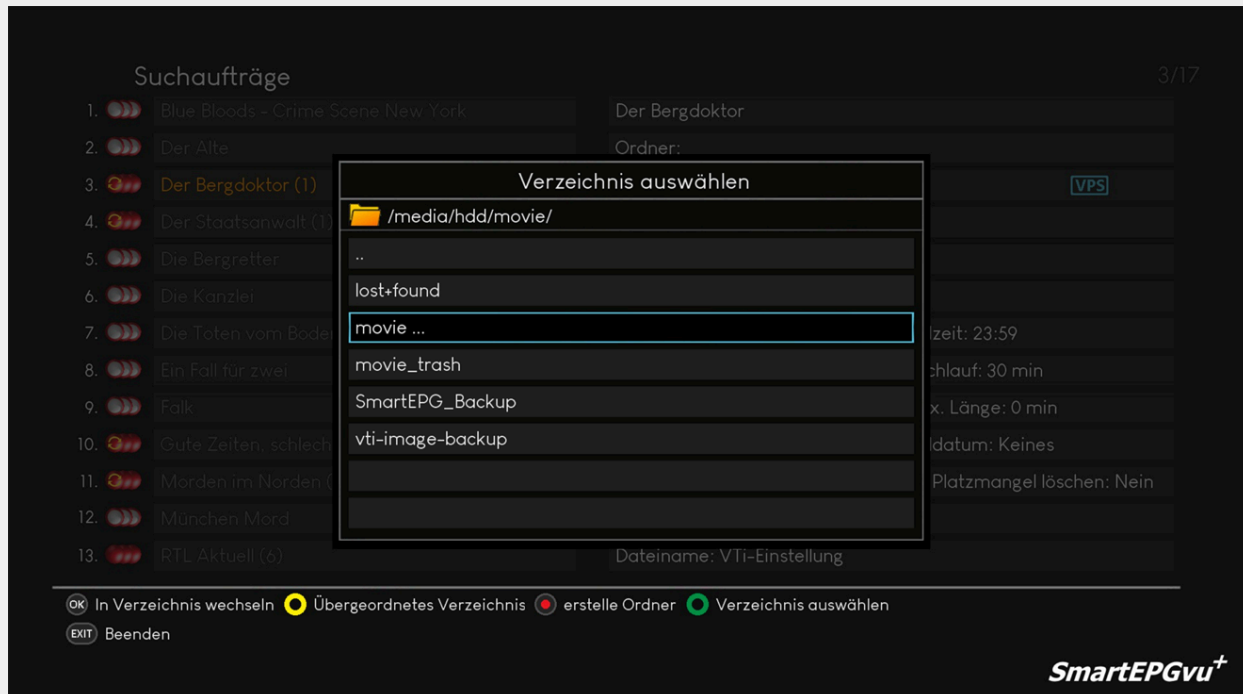 Suchaufträge 3/17
1. Blue Bloods - Crime Scene New York
Der Bergdoktor
2. Der Alte
Ordner:
3. Der Bergdoktor (1)
VPS
4. Der Staatsanwalt (1)
5. Die Bergretter
6. Die Kanzlei
7. Die Toten vom Boden
lzeit: 23:59
8. Ein Fall für zwei
chlauf: 30 min
9. Falk
x. Länge: 0 min
10. Gute Zeiten, schlech
ldatum: Keines
11. Morden im Norden (
Platzmangel löschen: Nein
12. München Mord
13. RTL Aktuell (6)
Dateiname: VTi-Einstellung
Verzeichnis auswählen
/media/hdd/movie/
..
lost+found
movie ...
movie_trash
SmartEPG_Backup
vti-image-backup
OK In Verzeichnis wechseln Übergeordnetes Verzeichnis erstelle Ordner Verzeichnis auswählen
EXIT Beenden
SmartEPGvu+